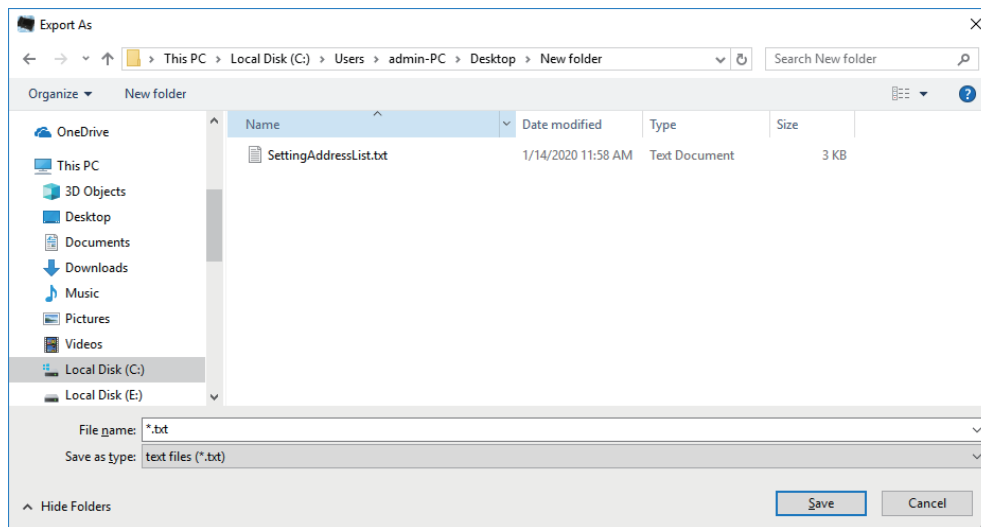 Export As
This PC > Local Disk (C:) > Users > admin-PC > Desktop > New folder
Search New folder
Organize New folder
Name Date modified Type Size
OneDrive
SettingAddressList.txt 1/14/2020 11:58 AM Text Document 3 KB
This PC
3D Objects
Desktop
Documents
Downloads
Music
Pictures
Videos
Local Disk (C:)
Local Disk (E:)
File name: *.txt
Save as type: text files (*.txt)
Hide Folders
Save Cancel